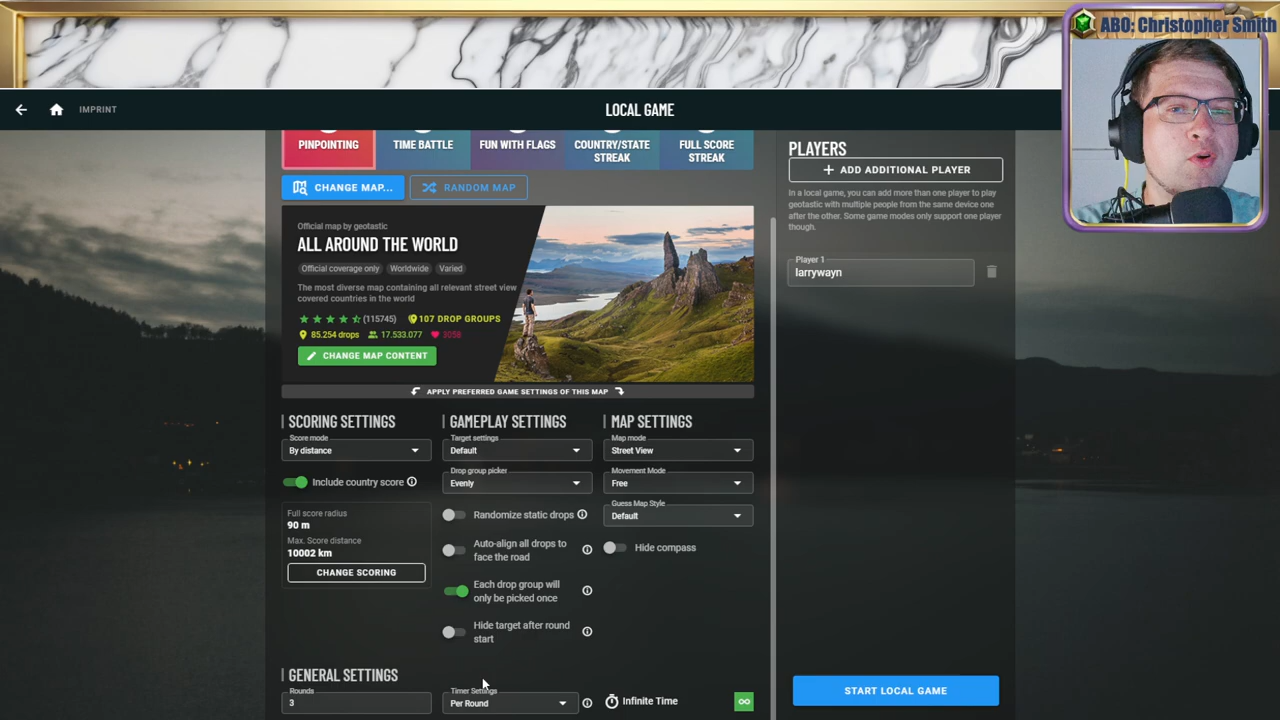 ABO: Christopher Smith
IMPRINT
LOCAL GAME
PINPOINTING
TIME BATTLE
FUN WITH FLAGS
COUNTRY/STATE
STREAK
FULL SCORE
STREAK
CHANGE MAP...
RANDOM MAP
Official map by geotastic
ALL AROUND THE WORLD
Official coverage only
Worldwide
Varied
The most diverse map containing all relevant street view
covered countries in the world
(115745)
107 DROP GROUPS
85.254 drops
17.533.077
3058
CHANGE MAP CONTENT
APPLY PREFERRED GAME SETTINGS OF THIS MAP
SCORING SETTINGS
Score mode
By distance
Include country score
Full score radius
90 m
Max. Score distance
10002 km
CHANGE SCORING
GAMEPLAY SETTINGS
Target settings
Default
Drop group picker
Evenly
Randomize static drops
Auto-align all drops to
face the road
Each drop group will
only be picked once
Hide target after round
start
MAP SETTINGS
Map mode
Street View
Movement Mode
Free
Guess Map Style
Default
Hide compass
GENERAL SETTINGS
Rounds
3
Timer Settings
Per Round
Infinite Time
PLAYERS
ADD ADDITIONAL PLAYER
In a local game, you can add more than one player to play
geotastic with multiple people from the same device one
after the other. Some game modes only support one player
though.
Player 1
larrywayn
START LOCAL GAME